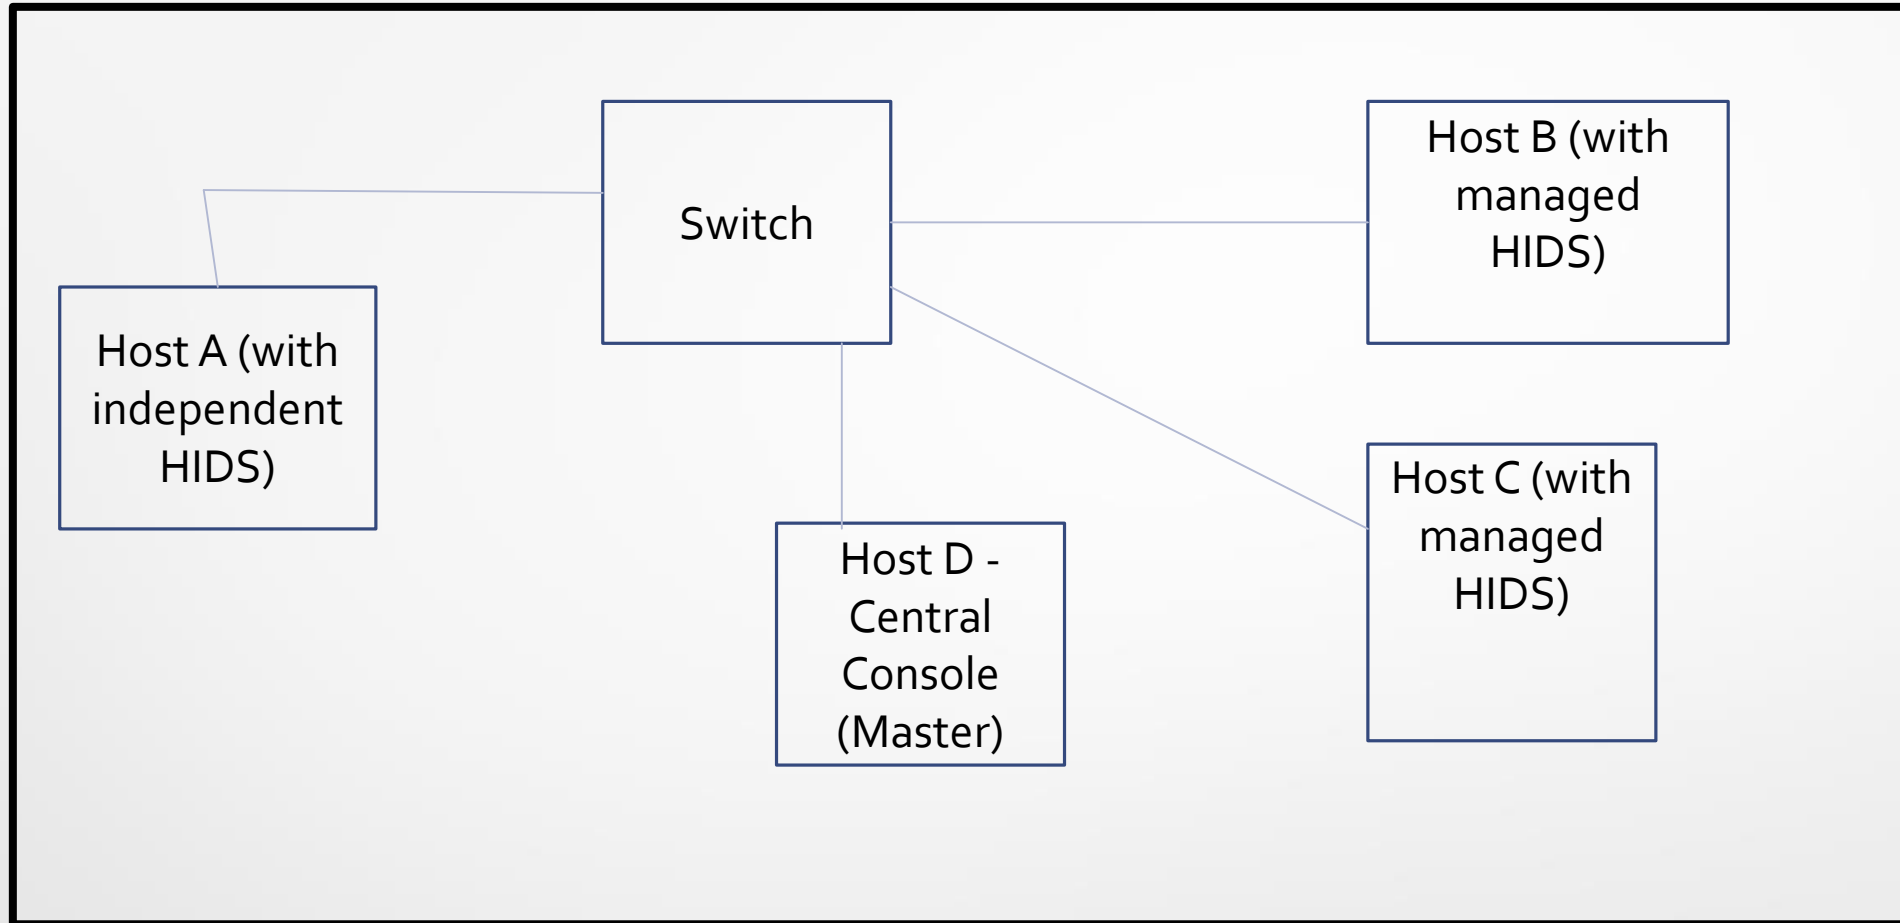 Switch
Host B (with
managed
HIDS)
Host A (with
independent
HIDS)
Host C (with
managed
HIDS)
Host D -
Central
Console
(Master)